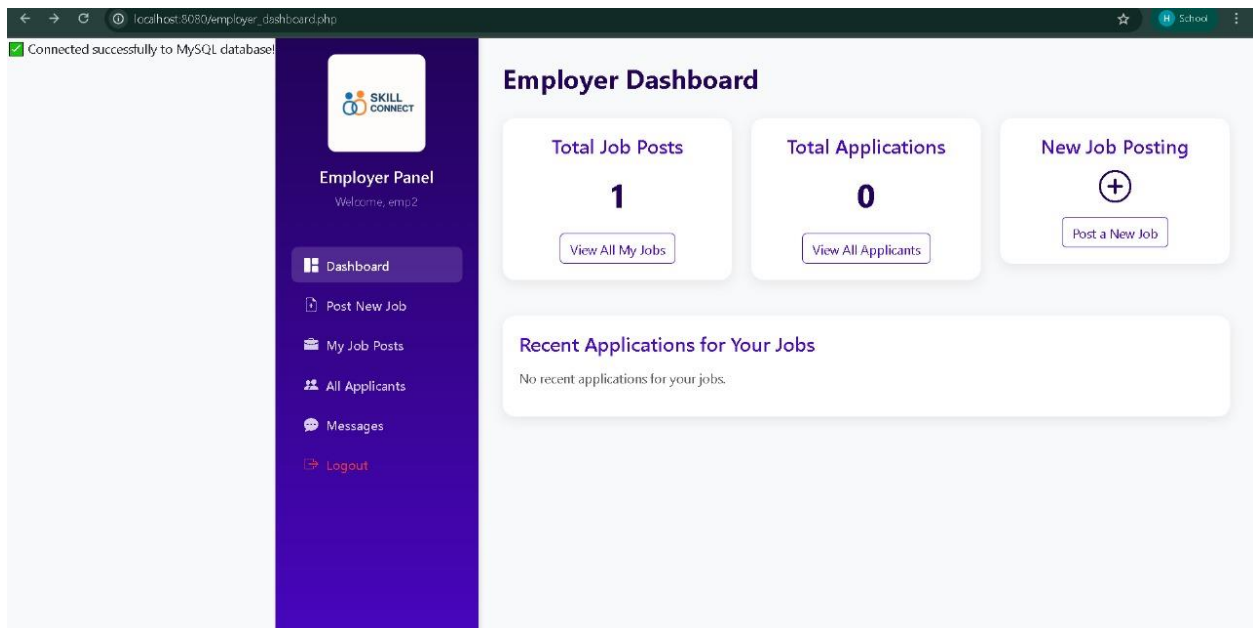 localhost:8080/employer_dashboard.php
H School
Connected successfully to MySQL database!
SKILL
CONNECT
Employer Panel
Welcome, emp2
Dashboard
Post New Job
My Job Posts
All Applicants
Messages
Logout
Employer Dashboard
Total Job Posts
1
View All My Jobs
Total Applications
0
View All Applicants
New Job Posting
Post a New Job
Recent Applications for Your Jobs
No recent applications for your jobs.